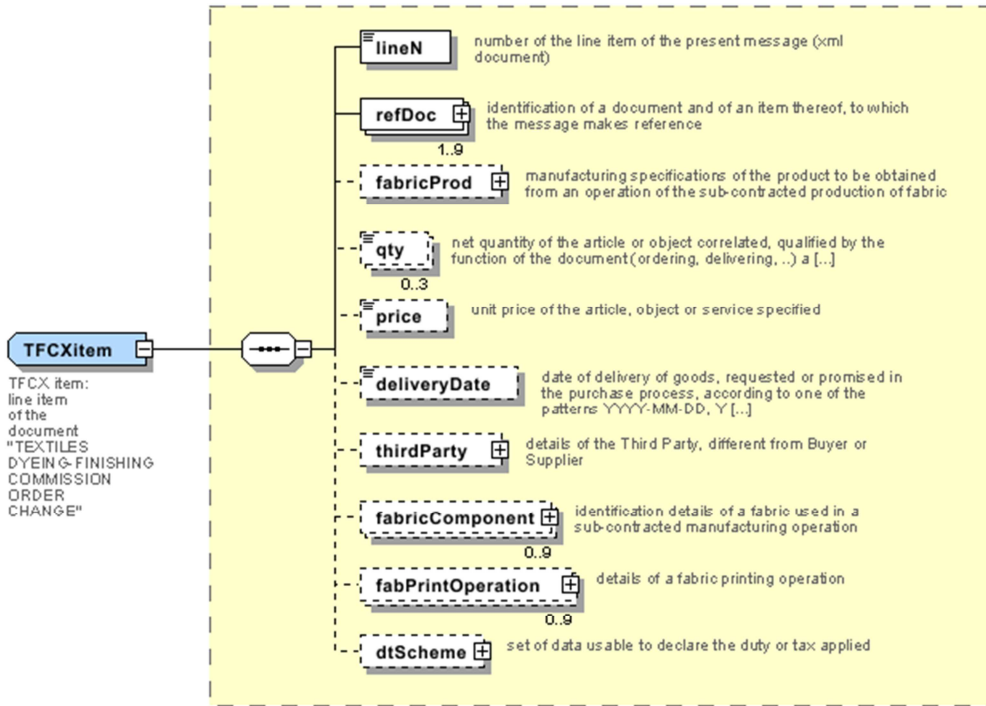 lineN
number of the line item of the present message (xml
document)
refDoc
1..9
identification of a document and of an item thereof, to which
the message makes reference
fabricProd
manufacturing specifications of the product to be obtained
from an operation of the sub-contracted production of fabric
qty
0..3
net quantity of the article or object correlated, qualified by the
function of the document (ordering, delivering, ..) a [...]
price
unit price of the article, object or service specified
TFCXitem
TFCX item:
line item
of the
document
"TEXTILES
DYEING-FINISHING
COMMISSION
ORDER
CHANGE"
deliveryDate
date of delivery of goods, requested or promised in
the purchase process, according to one of the
patterns YYYY-MM-DD, Y [...]
thirdParty
details of the Third Party, different from Buyer or
Supplier
fabricComponent
0..9
identification details of a fabric used in a
sub-contracted manufacturing operation
fabPrintOperation
0..9
details of a fabric printing operation
dtScheme
set of data usable to declare the duty or tax applied